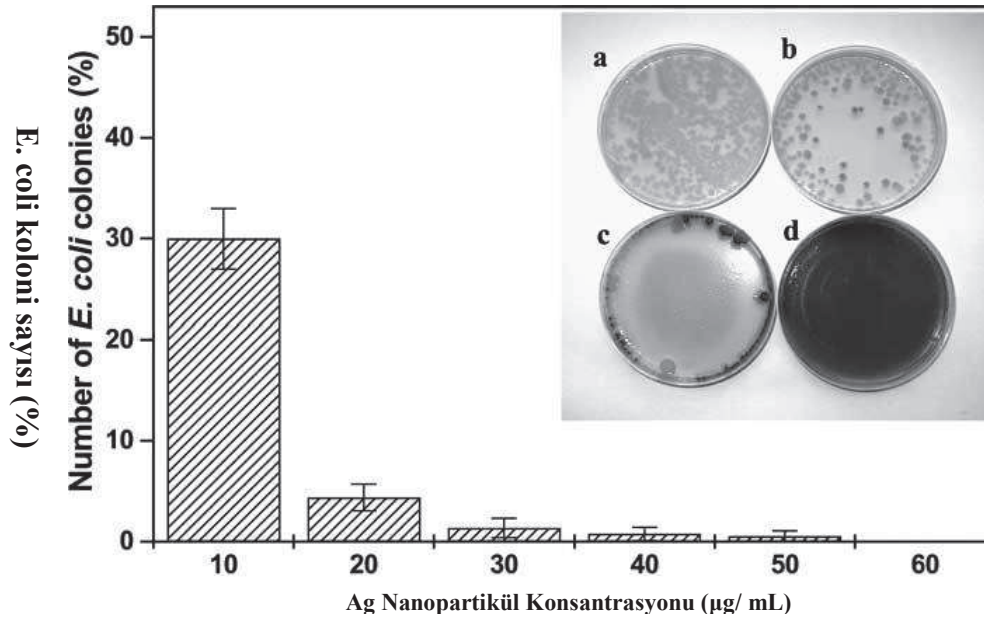 E. coli koloni sayısı (%)
Number of E. coli colonies (%)
50
40
30
20
10
0
a
b
c
d
10 20 30 40 50 60
Ag Nanopartikül Konsantrasyonu (µg/ mL)